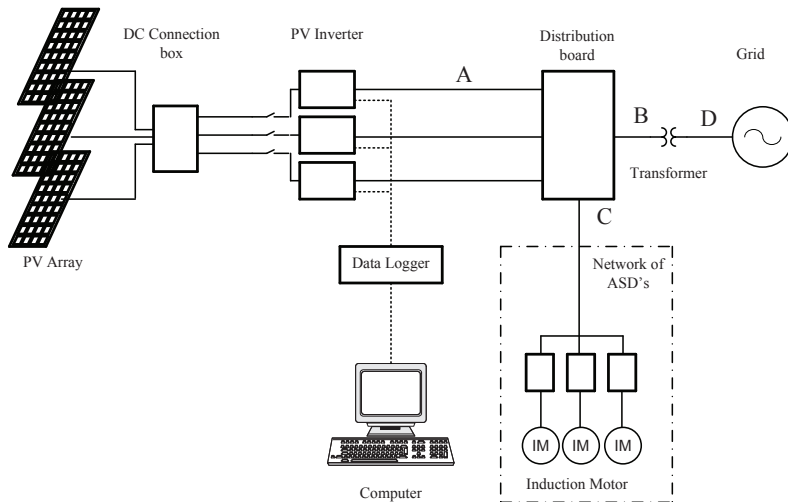 DC Connection
box
PV Inverter
Distribution
board
Grid
A
B
D
Transformer
C
PV Array
Data Logger
Network of
ASD's
IM
IM
IM
Induction Motor
Computer